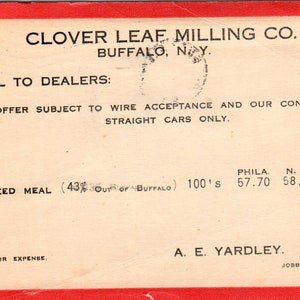 CLOVER LEAF MILLING CO.
BUFFALO, N.Y.
L TO DEALERS:
OFFER SUBJECT TO WIRE ACCEPTANCE AND OUR CON
STRAIGHT CARS ONLY.
PHILA. N.
EED MEAL (43% OUT OF BUFFALO) 100's 57.70 58.
R EXPENSE.
A. E. YARDLEY.
JOBB